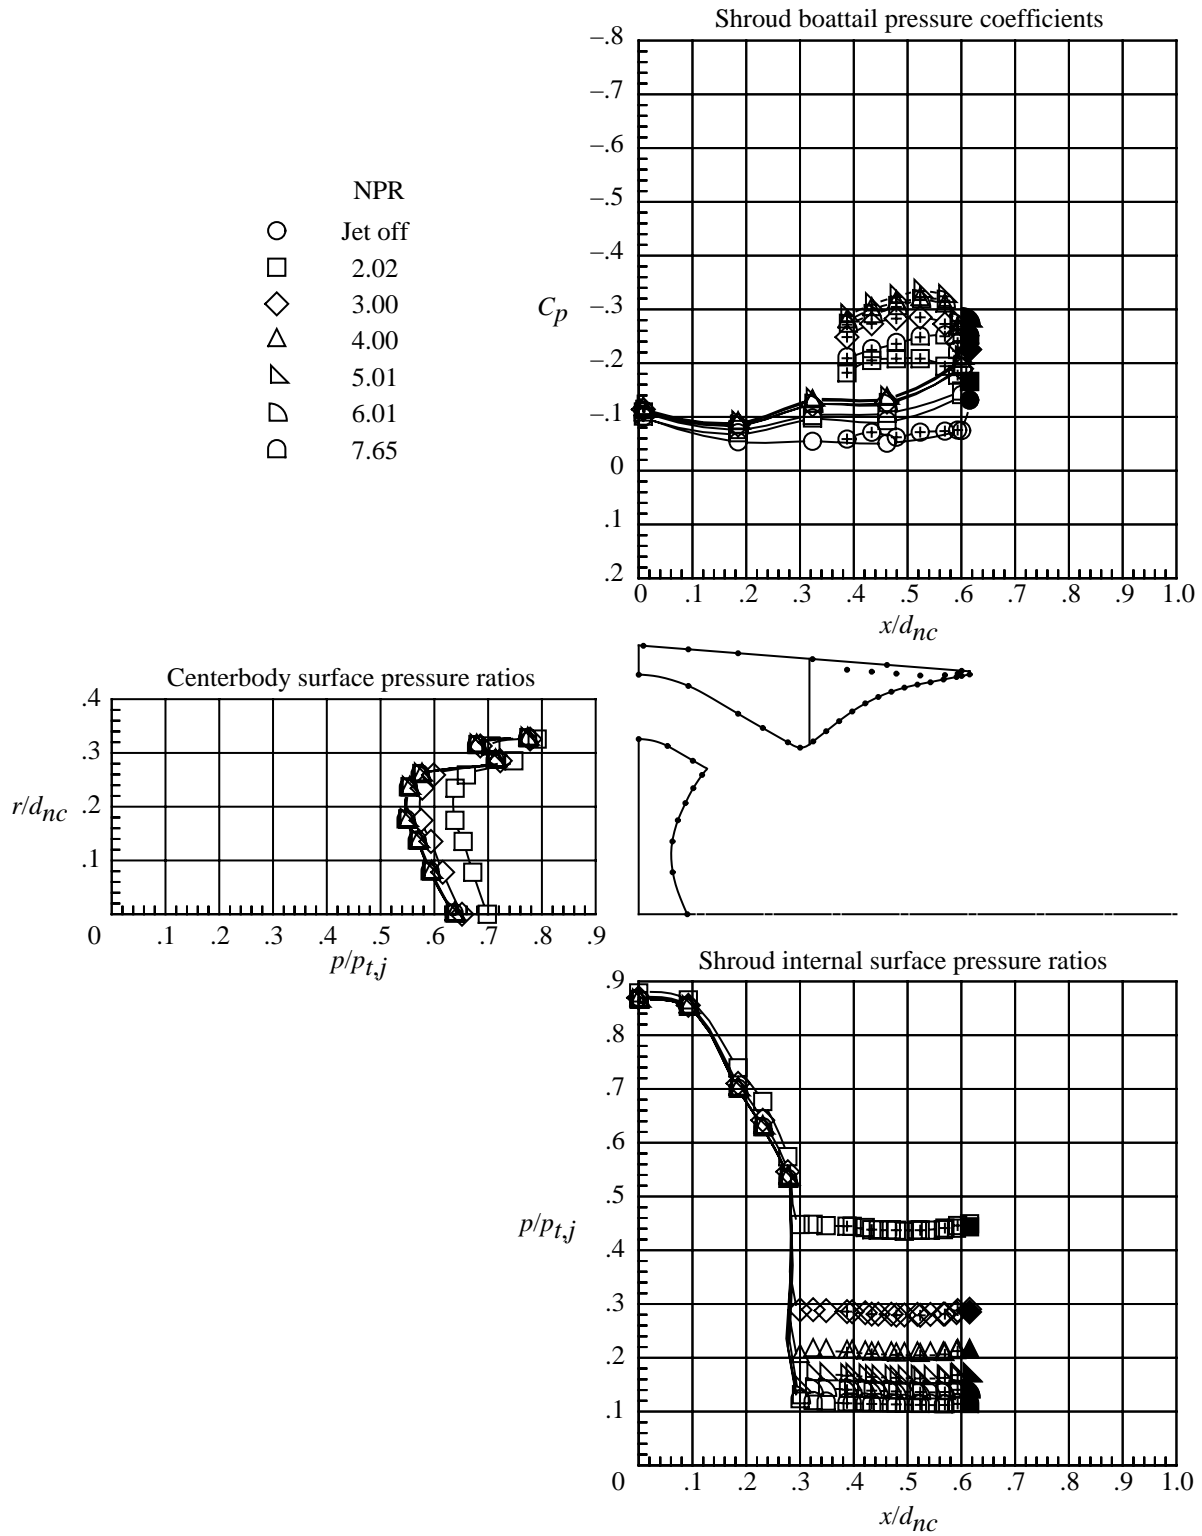 Shroud boattail pressure coefficients
–.8
–.7
–.6
–.5
–.4
–.3
–.2
–.1
0
.1
.2
C_p
0 .1 .2 .3 .4 .5 .6 .7 .8 .9 1.0
x/d_nc
NPR
Jet off
2.02
3.00
4.00
5.01
6.01
7.65
Centerbody surface pressure ratios
.4
.3
.2
.1
r/d_nc
0 .1 .2 .3 .4 .5 .6 .7 .8 .9
p/p_t,j
Shroud internal surface pressure ratios
.9
.8
.7
.6
.5
.4
.3
.2
.1
p/p_t,j
0 .1 .2 .3 .4 .5 .6 .7 .8 .9 1.0
x/d_nc